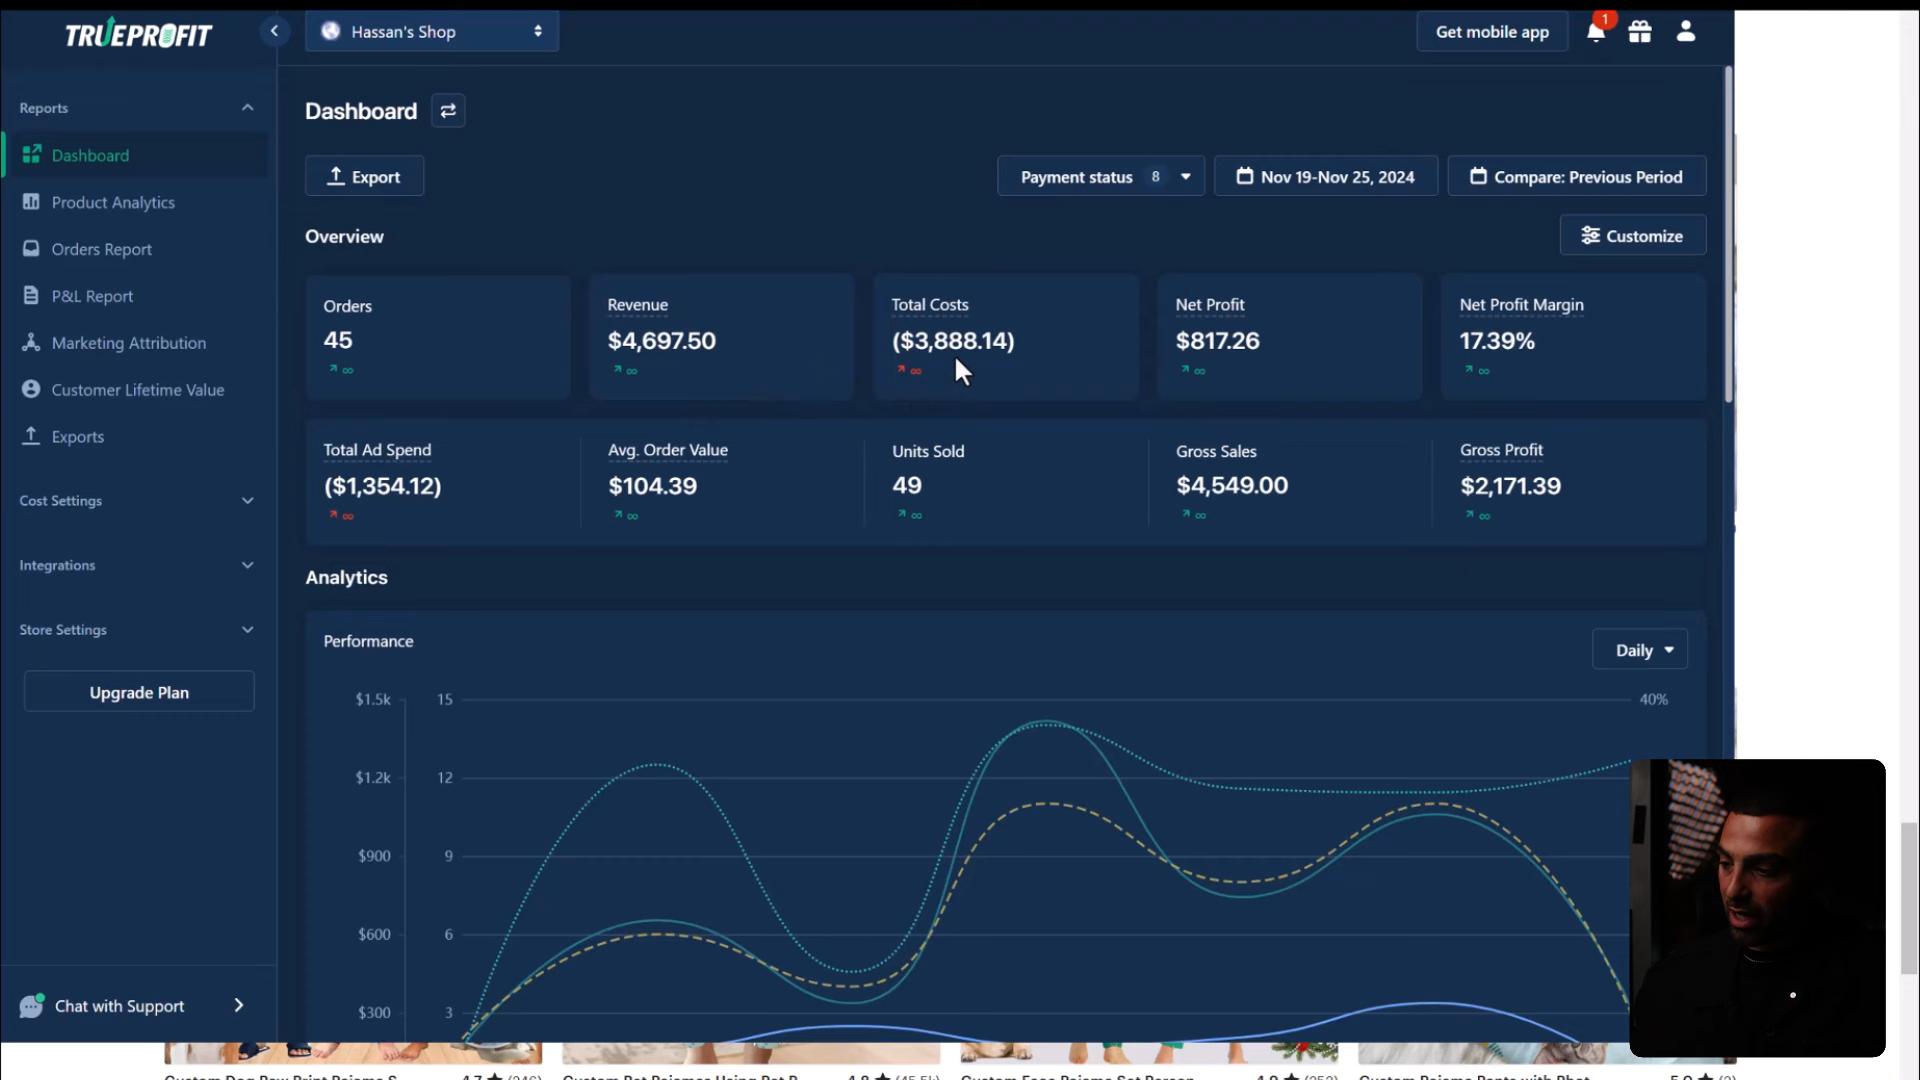 TRUEPROFIT
Hassan's Shop
Get mobile app
1
Reports
Dashboard
Product Analytics
Orders Report
P&L Report
Marketing Attribution
Customer Lifetime Value
Exports
Cost Settings
Integrations
Store Settings
Upgrade Plan
Chat with Support
Dashboard
Export
Payment status 8
Nov 19-Nov 25, 2024
Compare: Previous Period
Overview
Customize
Orders
45
∞
Revenue
$4,697.50
∞
Total Costs
($3,888.14)
∞
Net Profit
$817.26
∞
Net Profit Margin
17.39%
∞
Total Ad Spend
($1,354.12)
∞
Avg. Order Value
$104.39
∞
Units Sold
49
∞
Gross Sales
$4,549.00
∞
Gross Profit
$2,171.39
∞
Analytics
Performance
Daily
$1.5k 15 40%
$1.2k 12
$900 9
$600 6
$300 3